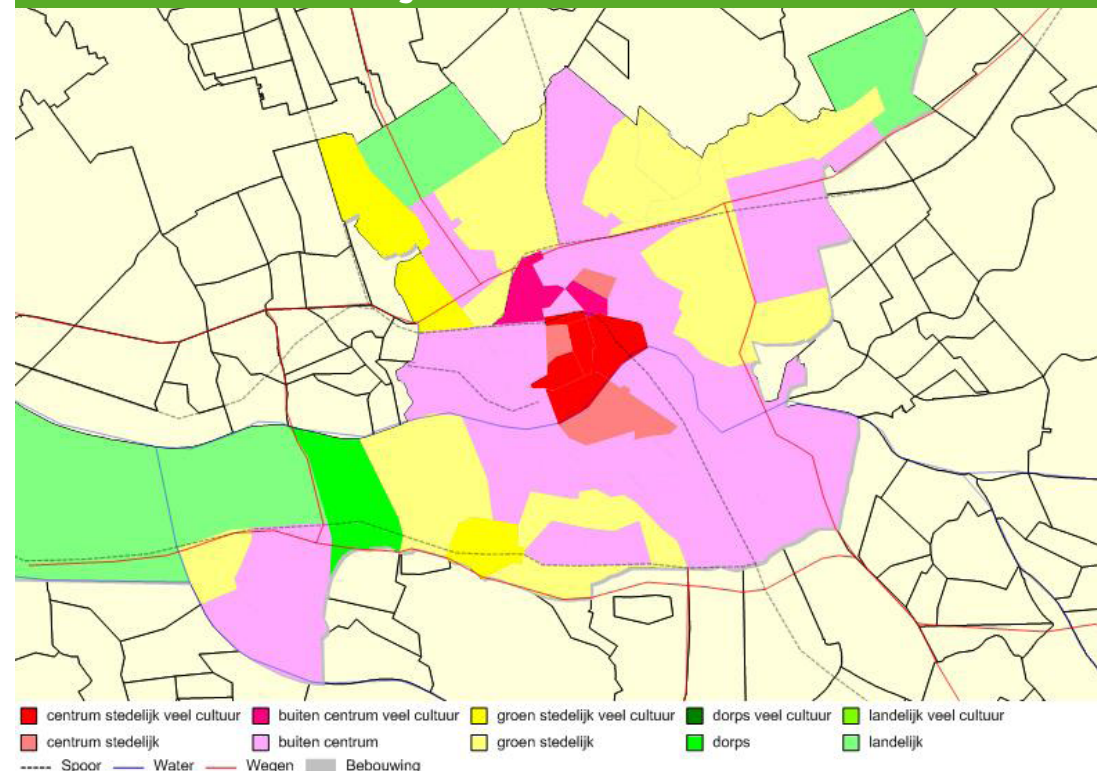 centrum stedelijk veel cultuur buiten centrum veel cultuur groen stedelijk veel cultuur dorps veel cultuur landelijk veel cultuur
centrum stedelijk buiten centrum groen stedelijk dorps landelijk
Spoor Water Wegen Bebouwing